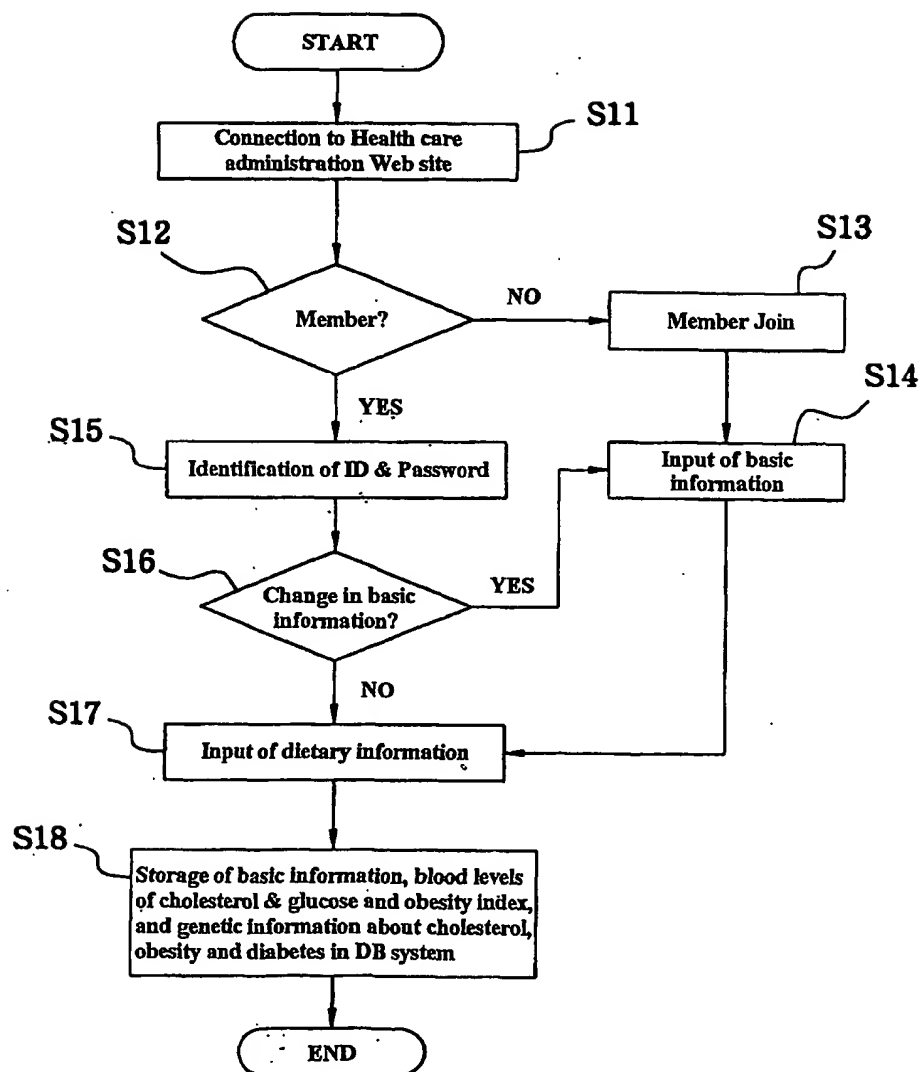 START
S11
Connection to Health care
administration Web site
S12
S13
Member?
NO
Member Join
S14
YES
S15
Identification of ID & Password
Input of basic
information
S16
Change in basic
information?
YES
NO
S17
Input of dietary information
S18
Storage of basic information, blood levels
of cholesterol & glucose and obesity index,
and genetic information about cholesterol,
obesity and diabetes in DB system
END